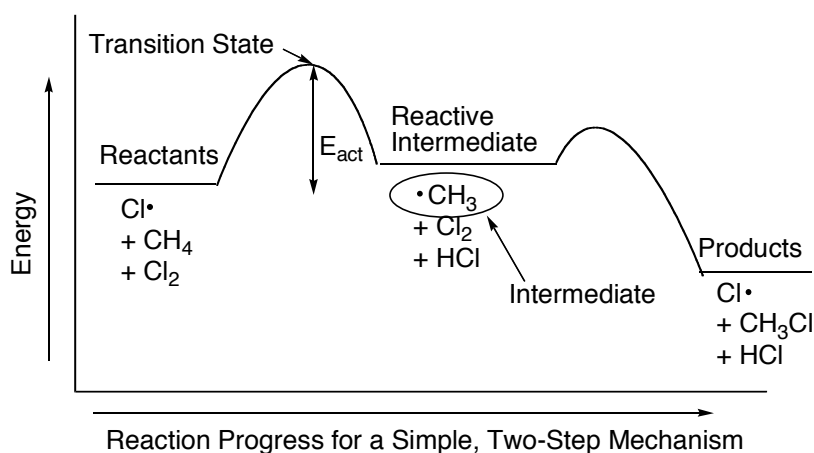 Transition State
Reactive
Intermediate
Reactants
E_act
Energy
Cl•
+ CH₄
+ Cl₂
•CH₃
+ Cl₂
+ HCl
Intermediate
Products
Cl•
+ CH₃Cl
+ HCl
Reaction Progress for a Simple, Two-Step Mechanism